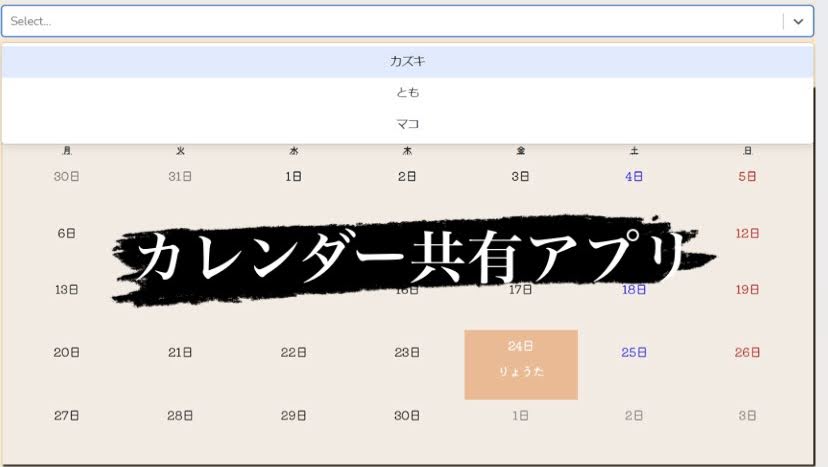 Select...
カズキ
とも
マコ
月 火 水 木 金 土 日
30日 31日 1日 2日 3日 4日 5日
6日 12日
カレンダー共有アプリ
13日 16日 17日 18日 19日
20日 21日 22日 23日 24日 25日 26日
りょうた
27日 28日 29日 30日 1日 2日 3日